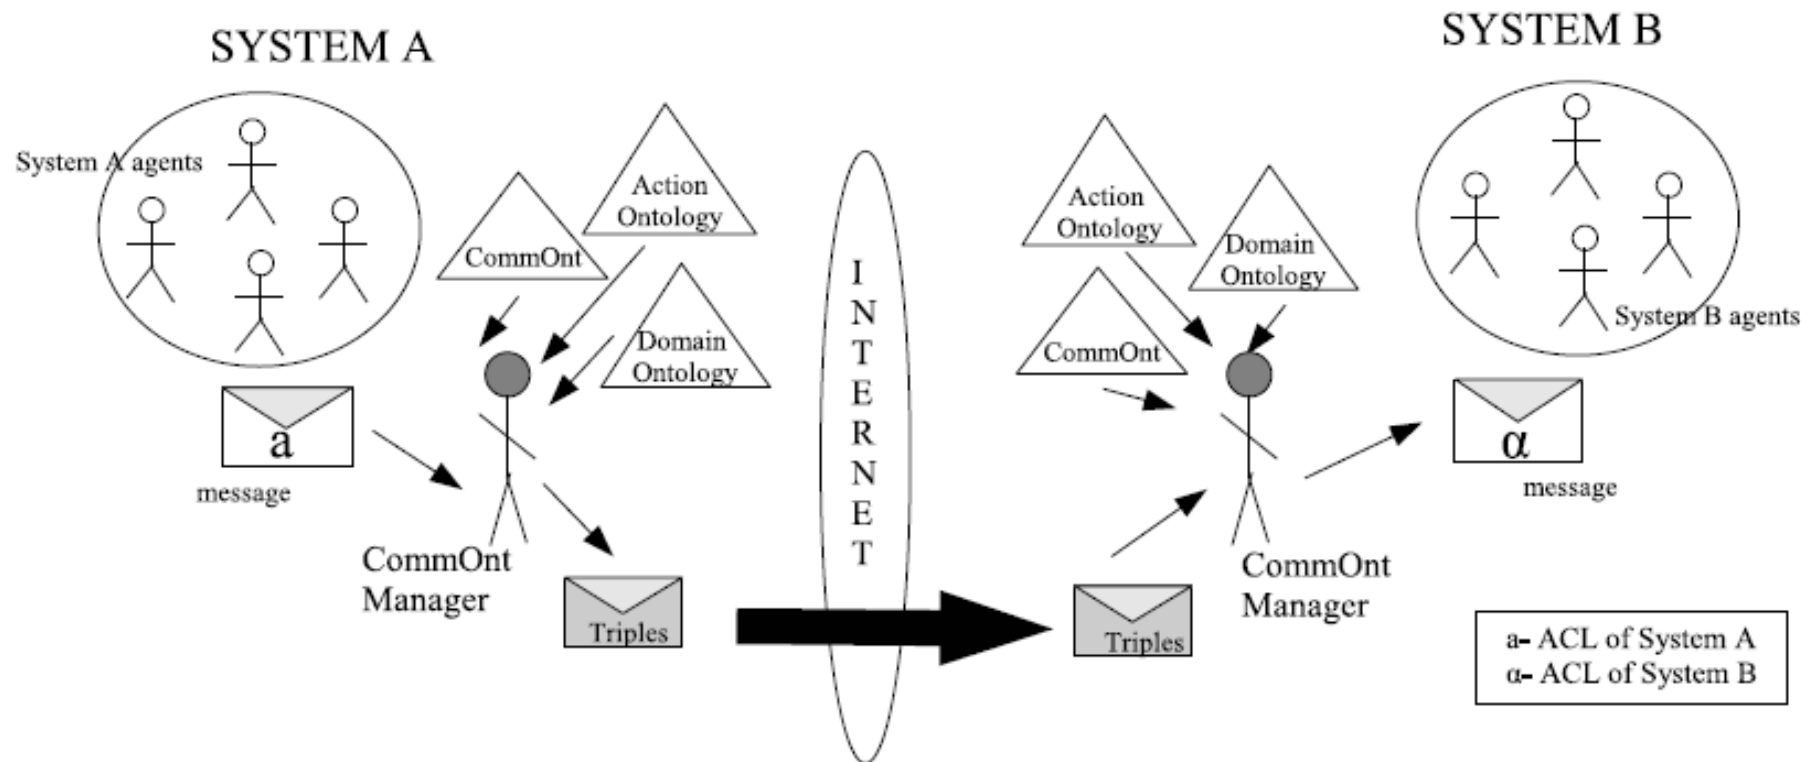 SYSTEM A
SYSTEM B
System A agents
Action
Ontology
CommOnt
Domain
Ontology
a
message
CommOnt
Manager
Triples
I
N
T
E
R
N
E
T
Action
Ontology
Domain
Ontology
CommOnt
System B agents
α
message
CommOnt
Manager
Triples
a- ACL of System A
α- ACL of System B